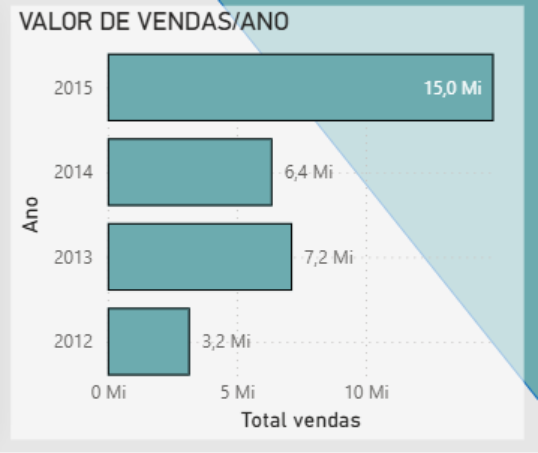 VALOR DE VENDAS/ANO
2015 15,0 Mi
2014 6,4 Mi
2013 7,2 Mi
2012 3,2 Mi
Ano
0 Mi 5 Mi 10 Mi
Total vendas